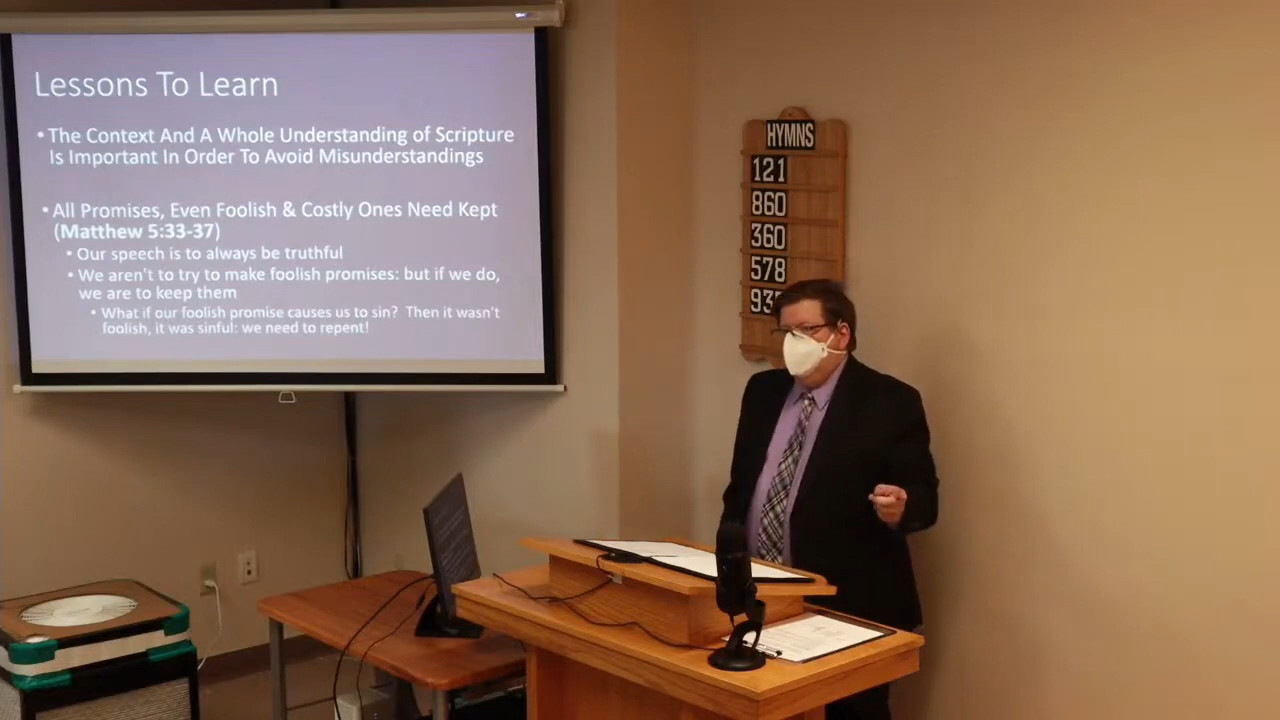 Lessons To Learn
• The Context And A Whole Understanding of Scripture
Is Important In Order To Avoid Misunderstandings
• All Promises, Even Foolish & Costly Ones Need Kept
(Matthew 5:33-37)
• Our speech is to always be truthful
• We aren't to try to make foolish promises: but if we do,
we are to keep them
• What if our foolish promise causes us to sin? Then it wasn't
foolish, it was sinful: we need to repent!
HYMNS
121
860
360
578